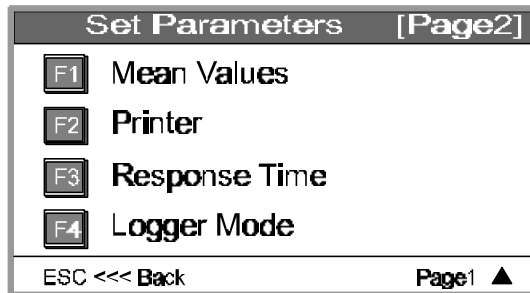 Set Parameters [Page2]
F1 Mean Values
F2 Printer
F3 Response Time
F4 Logger Mode
ESC <<< Back Page1 ▲